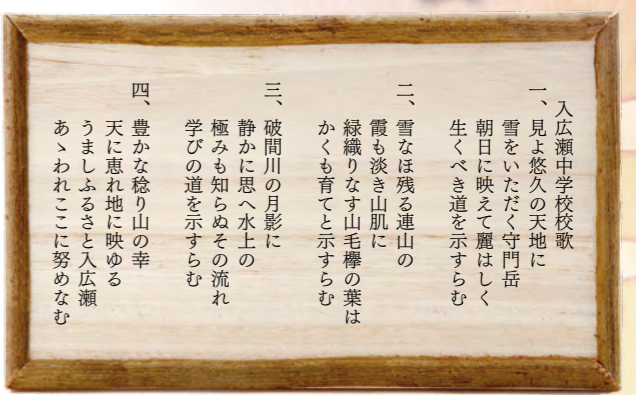 入広瀬中学校校歌
一、見よ悠久の天地に
雪をいただく守門岳
朝日に映えて麗はしく
生くべき道を示すらむ
二、雪なほ残る連山の
霞も淡き山肌に
緑織りなす山毛欅の葉は
かくも育てと示すらむ
三、破間川の月影に
静かに思へ水上の
極みも知らぬその流れ
学びの道を示すらむ
四、豊かな稔り山の幸
天に恵れ地に映ゆる
うましふるさと入広瀬
あゝわれここに努めなむ